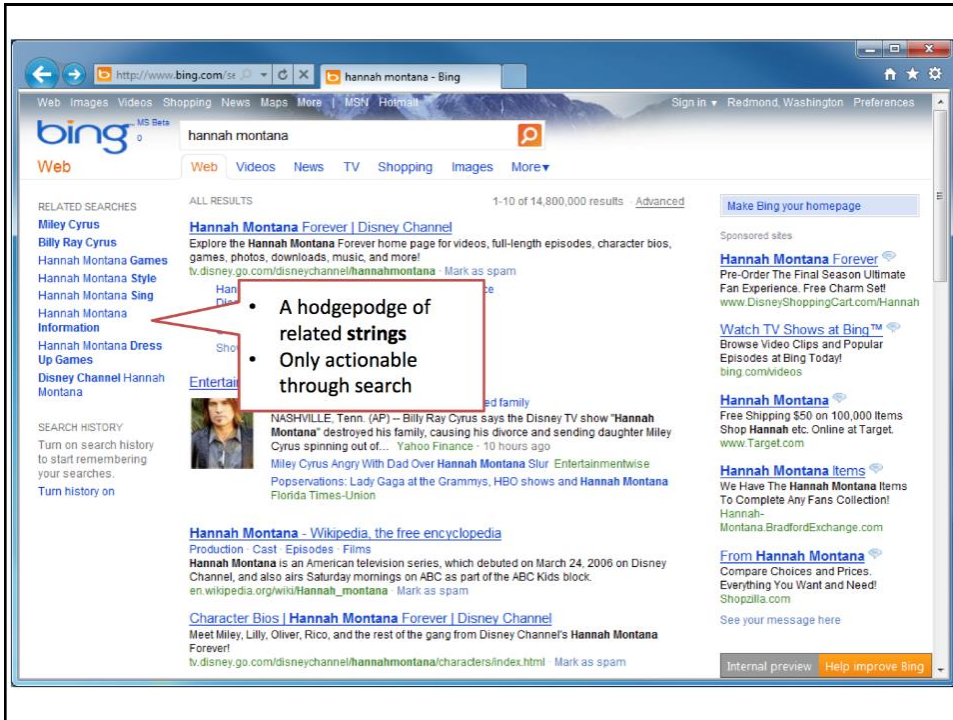 http://www.bing.com/se
hannah montana - Bing
Web Images Videos Shopping News Maps More | MSN Hotmail
Sign in Redmond, Washington Preferences
bing MS Beta
0
hannah montana
Web
Web Videos News TV Shopping Images More
RELATED SEARCHES
Miley Cyrus
Billy Ray Cyrus
Hannah Montana Games
Hannah Montana Style
Hannah Montana Sing
Hannah Montana
Information
Hannah Montana Dress
Up Games
Disney Channel Hannah
Montana
SEARCH HISTORY
Turn on search history
to start remembering
your searches.
Turn history on
ALL RESULTS
1-10 of 14,800,000 results · Advanced
Hannah Montana Forever | Disney Channel
Explore the Hannah Montana Forever home page for videos, full-length episodes, character bios,
games, photos, downloads, music, and more!
tv.disney.go.com/disneychannel/hannahmontana · Mark as spam
• A hodgepodge of
related strings
• Only actionable
through search
ed family
NASHVILLE, Tenn. (AP) -- Billy Ray Cyrus says the Disney TV show "Hannah
Montana" destroyed his family, causing his divorce and sending daughter Miley
Cyrus spinning out of... Yahoo Finance · 10 hours ago
Miley Cyrus Angry With Dad Over Hannah Montana Slur Entertainmentwise
Popservations: Lady Gaga at the Grammys, HBO shows and Hannah Montana
Florida Times-Union
Hannah Montana - Wikipedia, the free encyclopedia
Production · Cast · Episodes · Films
Hannah Montana is an American television series, which debuted on March 24, 2006 on Disney
Channel, and also airs Saturday mornings on ABC as part of the ABC Kids block.
en.wikipedia.org/wiki/Hannah_montana · Mark as spam
Character Bios | Hannah Montana Forever | Disney Channel
Meet Miley, Lilly, Oliver, Rico, and the rest of the gang from Disney Channel's Hannah Montana
Forever!
tv.disney.go.com/disneychannel/hannahmontana/characters/index.html · Mark as spam
Make Bing your homepage
Sponsored sites
Hannah Montana Forever
Pre-Order The Final Season Ultimate
Fan Experience. Free Charm Set!
www.DisneyShoppingCart.com/Hannah
Watch TV Shows at Bing™
Browse Video Clips and Popular
Episodes at Bing Today!
bing.com/videos
Hannah Montana
Free Shipping $50 on 100,000 Items
Shop Hannah etc. Online at Target.
www.Target.com
Hannah Montana Items
We Have The Hannah Montana Items
To Complete Any Fans Collection!
Hannah-
Montana.BradfordExchange.com
From Hannah Montana
Compare Choices and Prices.
Everything You Want and Need!
Shopzilla.com
See your message here
Internal preview Help improve Bing